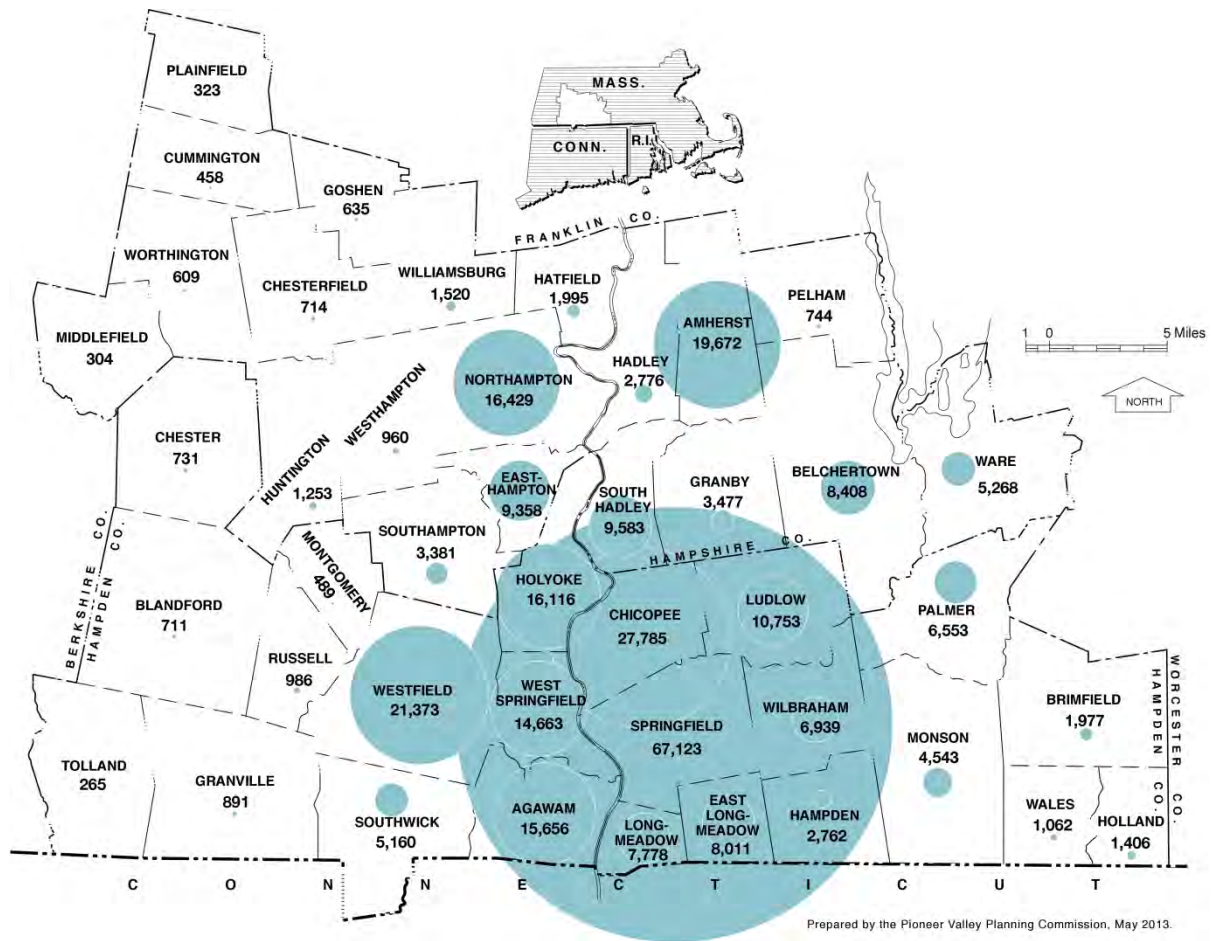 PLAINFIELD
323
MASS.
CONN.
R.I.
CUMMINGTON
458
GOSHEN
635
FRANKLIN CO.
WORTHINGTON
609
CHESTERFIELD
714
WILLIAMSBURG
1,520
HATFIELD
1,995
PELHAM
744
AMHERST
19,672
MIDDLEFIELD
304
1 0 5 Miles
NORTH
HADLEY
2,776
NORTHAMPTON
16,429
WESTHAMPTON
960
CHESTER
731
HUNTINGTON
1,253
EAST-
HAMPTON
9,358
SOUTH
HADLEY
9,583
GRANBY
3,477
BELCHERTOWN
8,408
WARE
5,268
SOUTHAMPTON
3,381
HAMPSHIRE CO.
MONTGOMERY
489
HOLYOKE
16,116
CHICOPEE
27,785
LUDLOW
10,753
PALMER
6,553
BERKSHIRE CO.
HAMPDEN CO.
BLANDFORD
711
RUSSELL
986
WESTFIELD
21,373
WEST
SPRINGFIELD
14,663
SPRINGFIELD
67,123
WILBRAHAM
6,939
MONSON
4,543
BRIMFIELD
1,977
WORCESTER CO.
HAMPDEN CO.
TOLLAND
265
GRANVILLE
891
SOUTHWICK
5,160
AGAWAM
15,656
LONG-
MEADOW
7,778
EAST
LONG-
MEADOW
8,011
HAMPDEN
2,762
WALES
1,062
HOLLAND
1,406
CONNECTICUT
Prepared by the Pioneer Valley Planning Commission, May 2013.